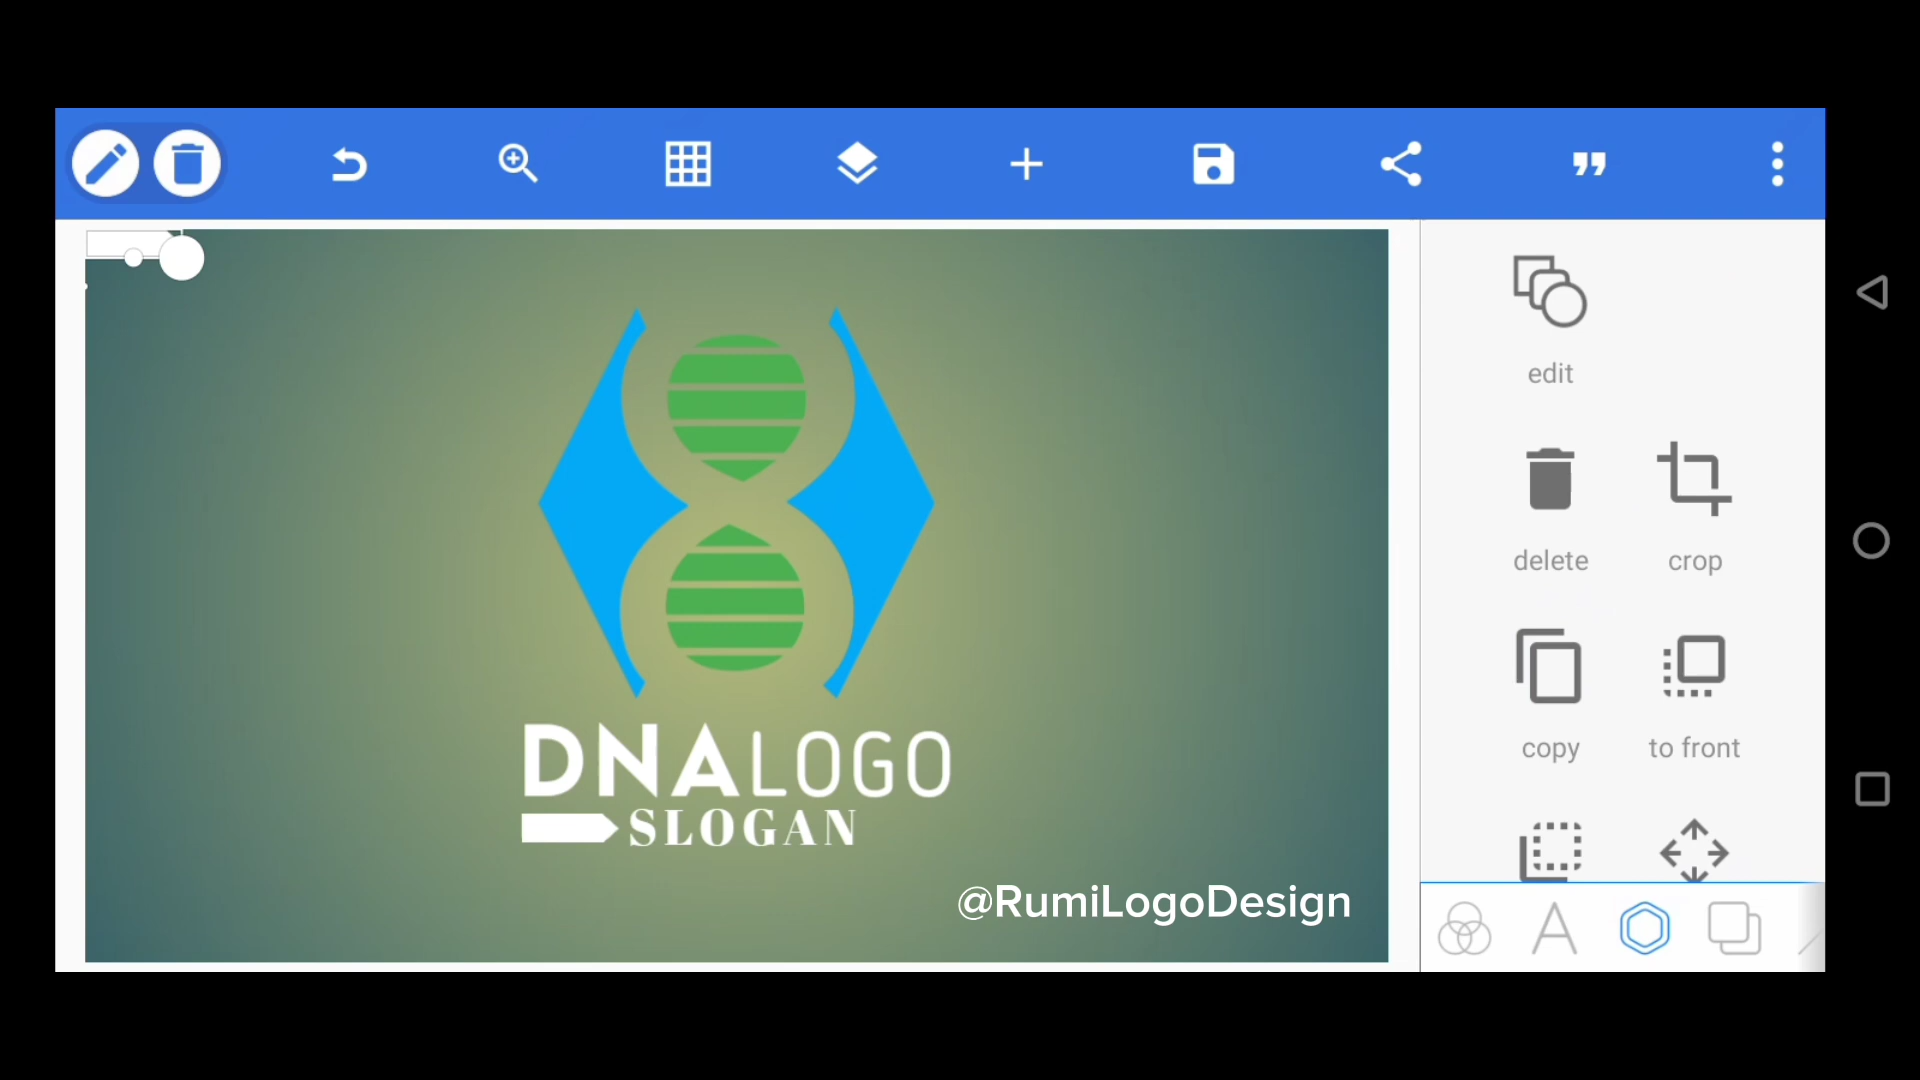 edit
delete
crop
copy
to front
DNALOGO
SLOGAN
@RumiLogoDesign